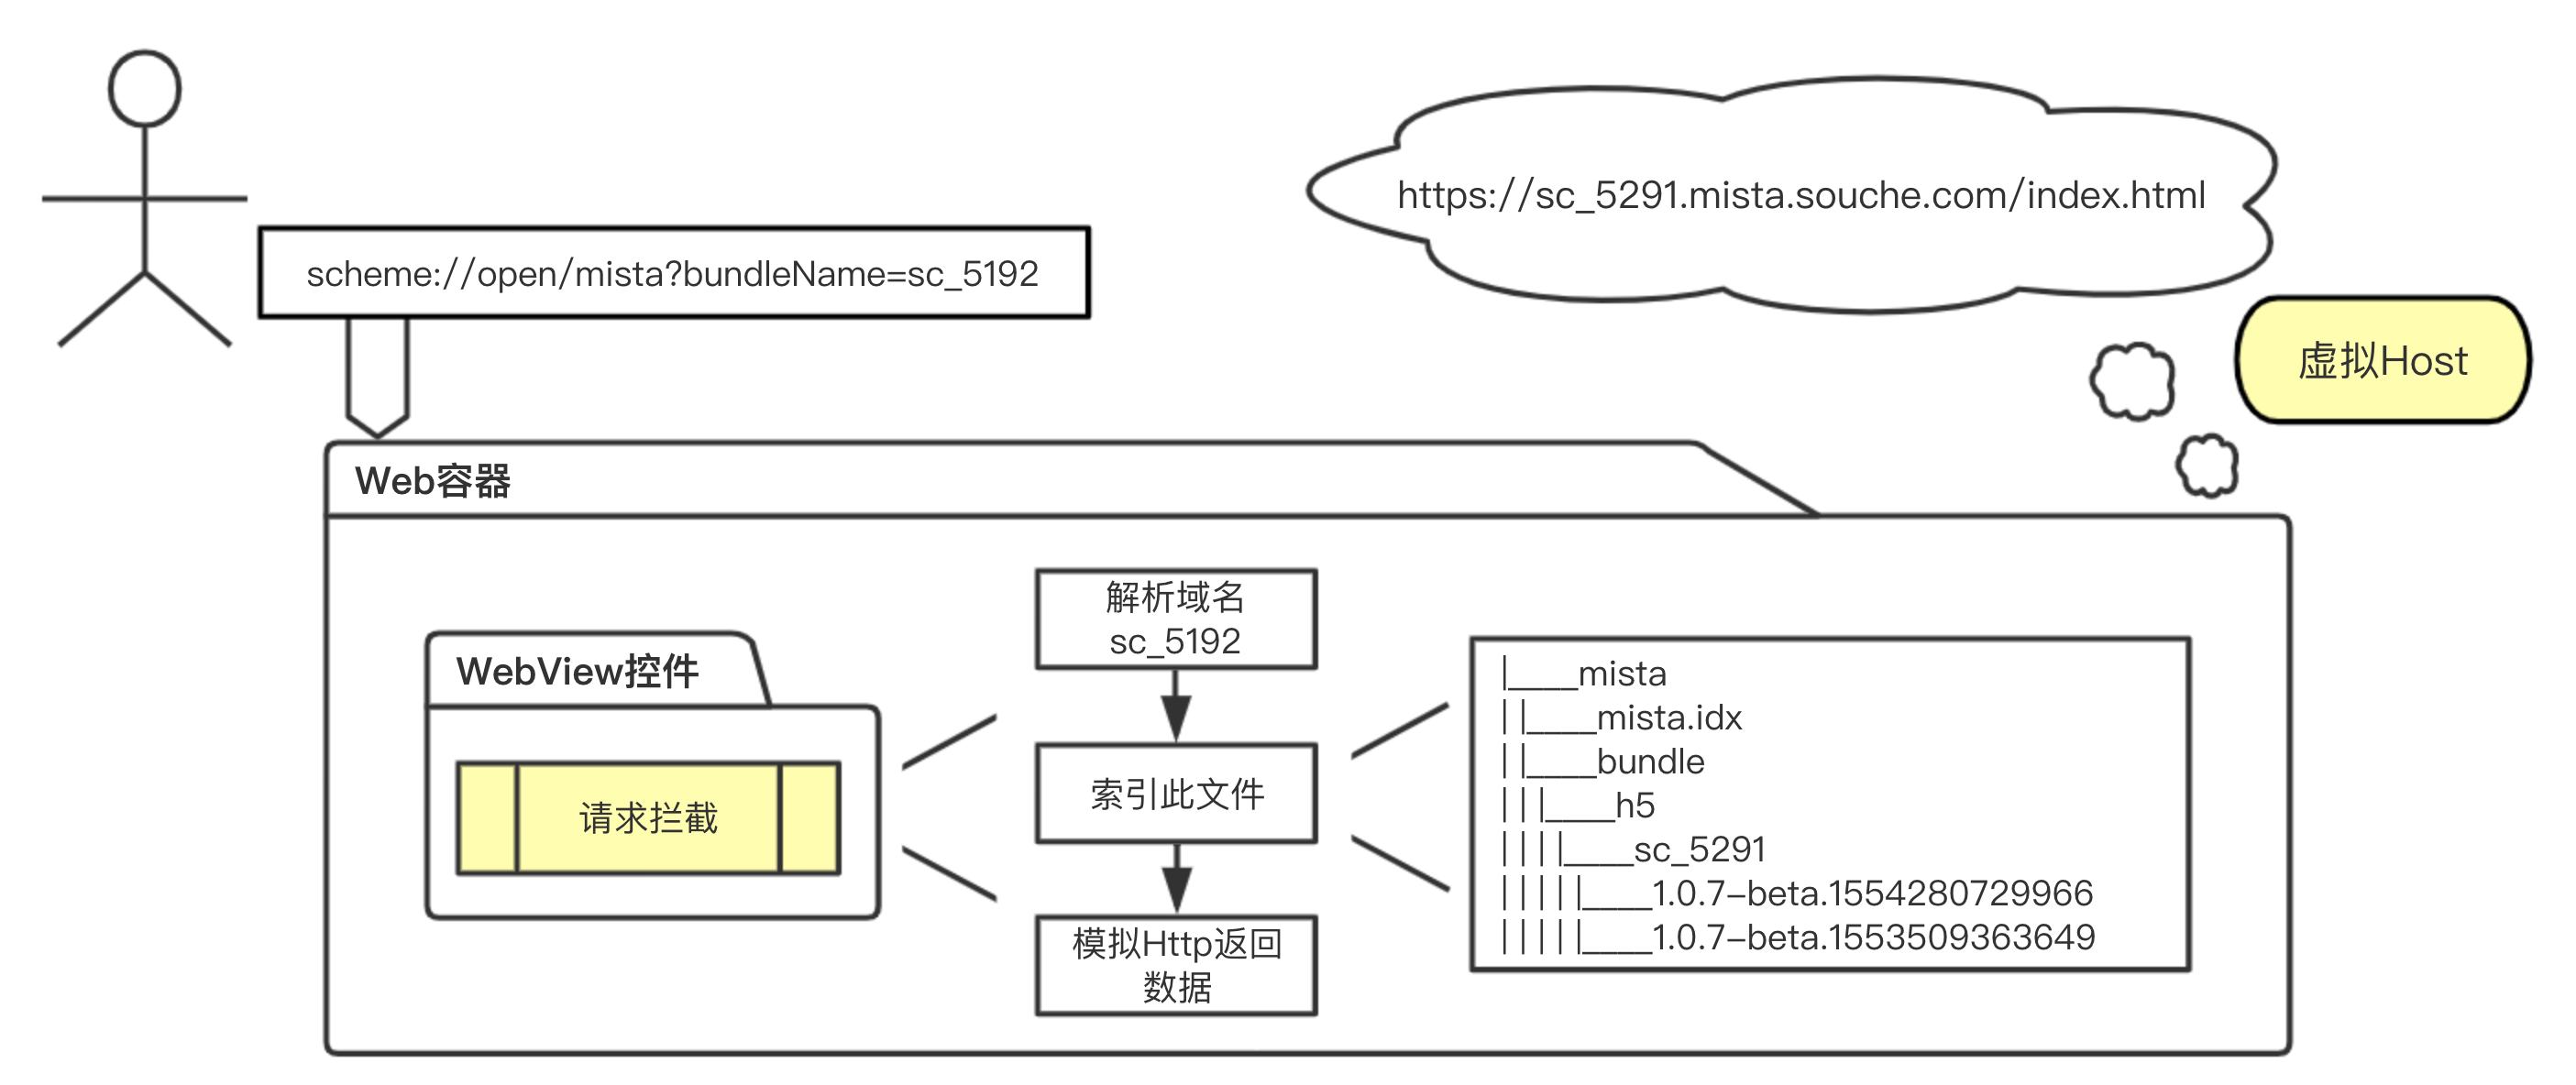 https://sc_5291.mista.souche.com/index.html
scheme://open/mista?bundleName=sc_5192
虚拟Host
Web容器
WebView控件
请求拦截
解析域名
sc_5192
索引此文件
模拟Http返回
数据
|____mista
| |____mista.idx
| |____bundle
| | |____h5
| | | |____sc_5291
| | | | |____1.0.7-beta.1554280729966
| | | | |____1.0.7-beta.1553509363649